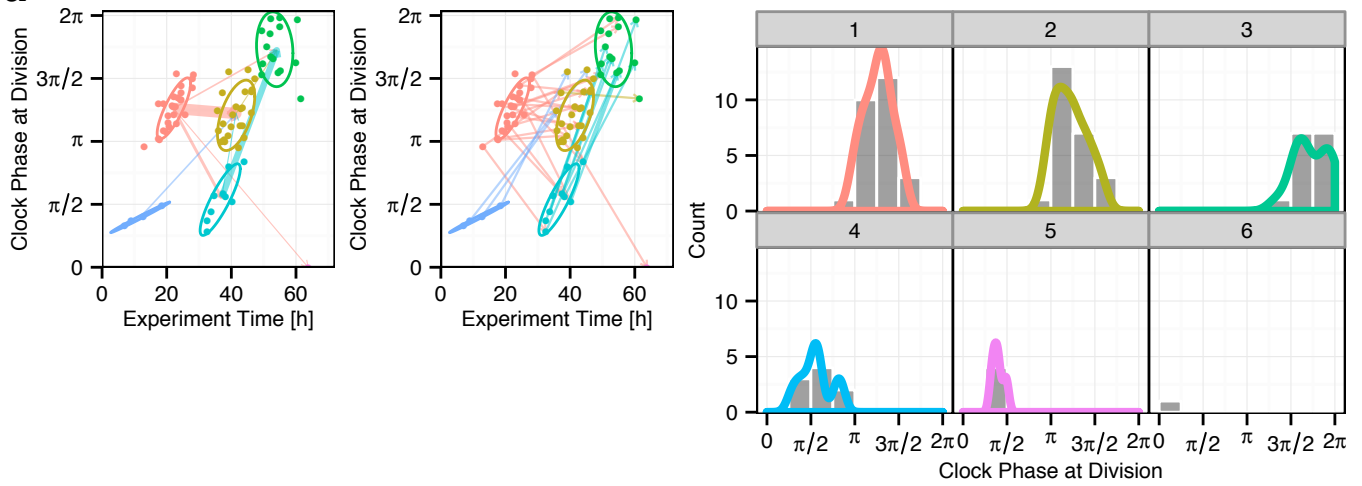 2π
3π/2
π
π/2
0
Clock Phase at Division
0 20 40 60
Experiment Time [h]
2π
3π/2
π
π/2
0
Clock Phase at Division
0 20 40 60
Experiment Time [h]
1 2 3
10
5
0
Count
4 5 6
10
5
0
0 π/2 π 3π/2 2π 0 π/2 π 3π/2 2π 0 π/2 π 3π/2 2π
Clock Phase at Division